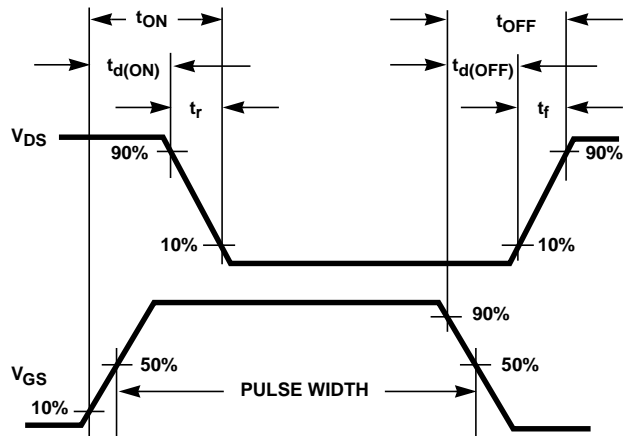 tON tOFF
td(ON) td(OFF)
tr tf
VDS
90% 90%
10% 10%
90%
50% 50%
VGS
PULSE WIDTH
10%